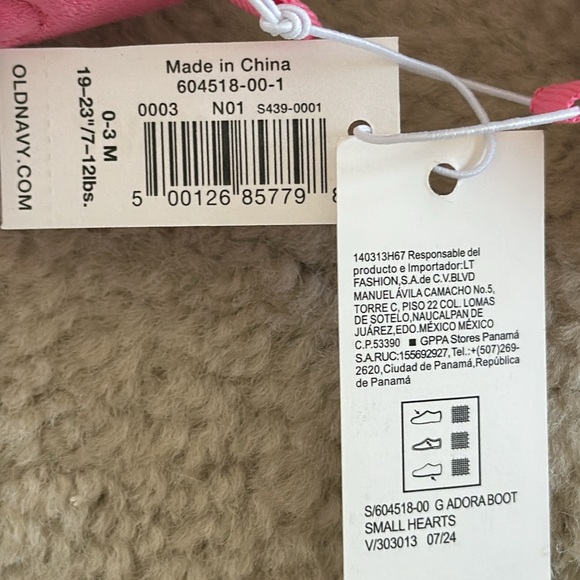 OLDNAVY.COM
0-3 M
19-23"/7-12lbs.
Made in China
604518-00-1
0003 N01 S439-0001
5 00126 85779
140313H67 Responsable del
producto e Importador:LT
FASHION,S.A.de C.V.BLVD
MANUEL ÁVILA CAMACHO No.5,
TORRE C, PISO 22 COL. LOMAS
DE SOTELO,NAUCALPAN DE
JUÁREZ,EDO.MÉXICO MÉXICO
C.P.53390 ■ GPPA Stores Panamá
S.A.RUC:155692927,Tel.:+(507)269-
2620,Ciudad de Panamá,República
de Panamá
S/604518-00 G ADORA BOOT
SMALL HEARTS
V/303013 07/24